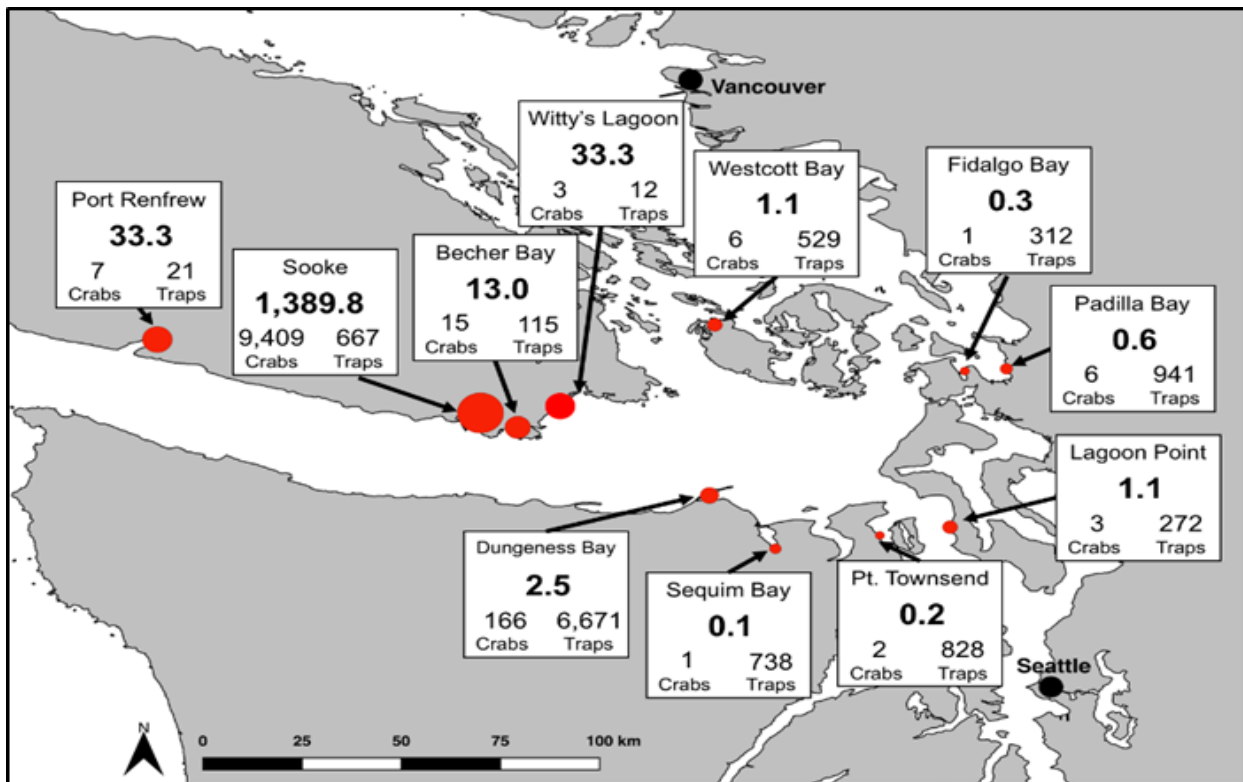 Vancouver
Witty's Lagoon
33.3
3 12
Crabs Traps
Westcott Bay
1.1
6 529
Crabs Traps
Fidalgo Bay
0.3
1 312
Crabs Traps
Port Renfrew
33.3
7 21
Crabs Traps
Sooke
1,389.8
9,409 667
Crabs Traps
Becher Bay
13.0
15 115
Crabs Traps
Padilla Bay
0.6
6 941
Crabs Traps
Lagoon Point
1.1
3 272
Crabs Traps
Dungeness Bay
2.5
166 6,671
Crabs Traps
Sequim Bay
0.1
1 738
Crabs Traps
Pt. Townsend
0.2
2 828
Crabs Traps
Seattle
N
0 25 50 75 100 km